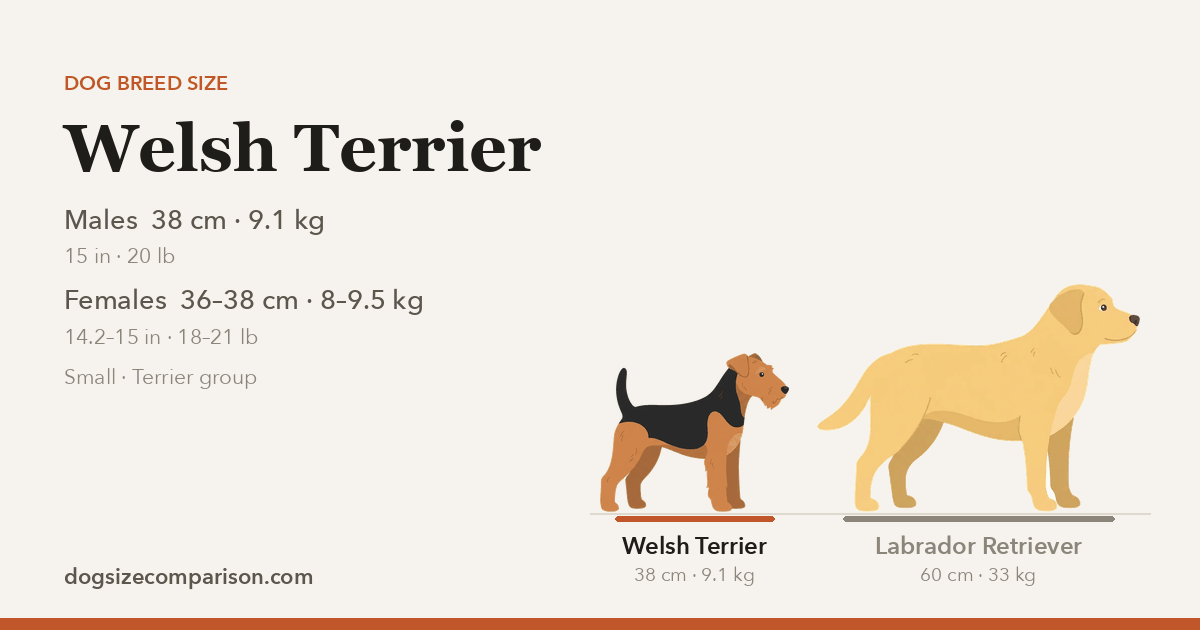 DOG BREED SIZE
Welsh Terrier
Males 38 cm · 9.1 kg
15 in · 20 lb
Females 36–38 cm · 8–9.5 kg
14.2–15 in · 18–21 lb
Small · Terrier group
Welsh Terrier
38 cm · 9.1 kg
Labrador Retriever
60 cm · 33 kg
dogsizecomparison.com